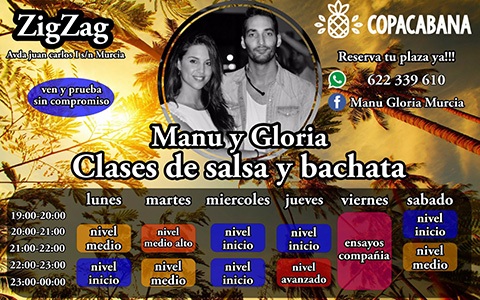 ZigZag
Avda juan carlos I s/n Murcia
ven y prueba
sin compromiso
COPACABANA
Reserva tu plaza ya!!!
622 339 610
Manu Gloria Murcia
Manu y Gloria
Clases de salsa y bachata
lunes martes miercoles jueves viernes sabado
19:00-20:00
20:00-21:00
21:00-22:00
22:00-23:00
23:00-00:00
nivel
medio
nivel
inicio
nivel
medio alto
nivel
medio
nivel
inicio
nivel
inicio
nivel
inicio
nivel
avanzado
ensayos
compañia
nivel
inicio
nivel
medio